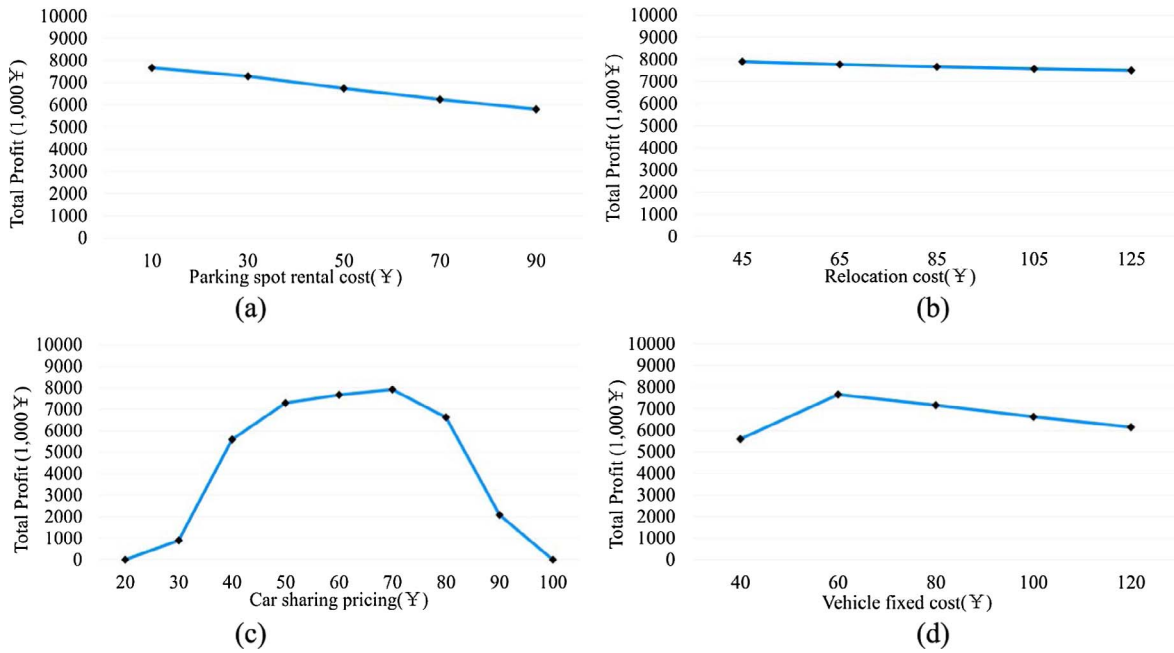 10000
9000
8000
7000
6000
5000
4000
3000
2000
1000
0
Total Profit (1,000￥)
10 30 50 70 90
Parking spot rental cost(￥)
(a)
10000
9000
8000
7000
6000
5000
4000
3000
2000
1000
0
Total Profit (1,000￥)
45 65 85 105 125
Relocation cost(￥)
(b)
10000
9000
8000
7000
6000
5000
4000
3000
2000
1000
0
Total Profit (1,000￥)
20 30 40 50 60 70 80 90 100
Car sharing pricing(￥)
(c)
10000
9000
8000
7000
6000
5000
4000
3000
2000
1000
0
Total Profit (1,000￥)
40 60 80 100 120
Vehicle fixed cost(￥)
(d)